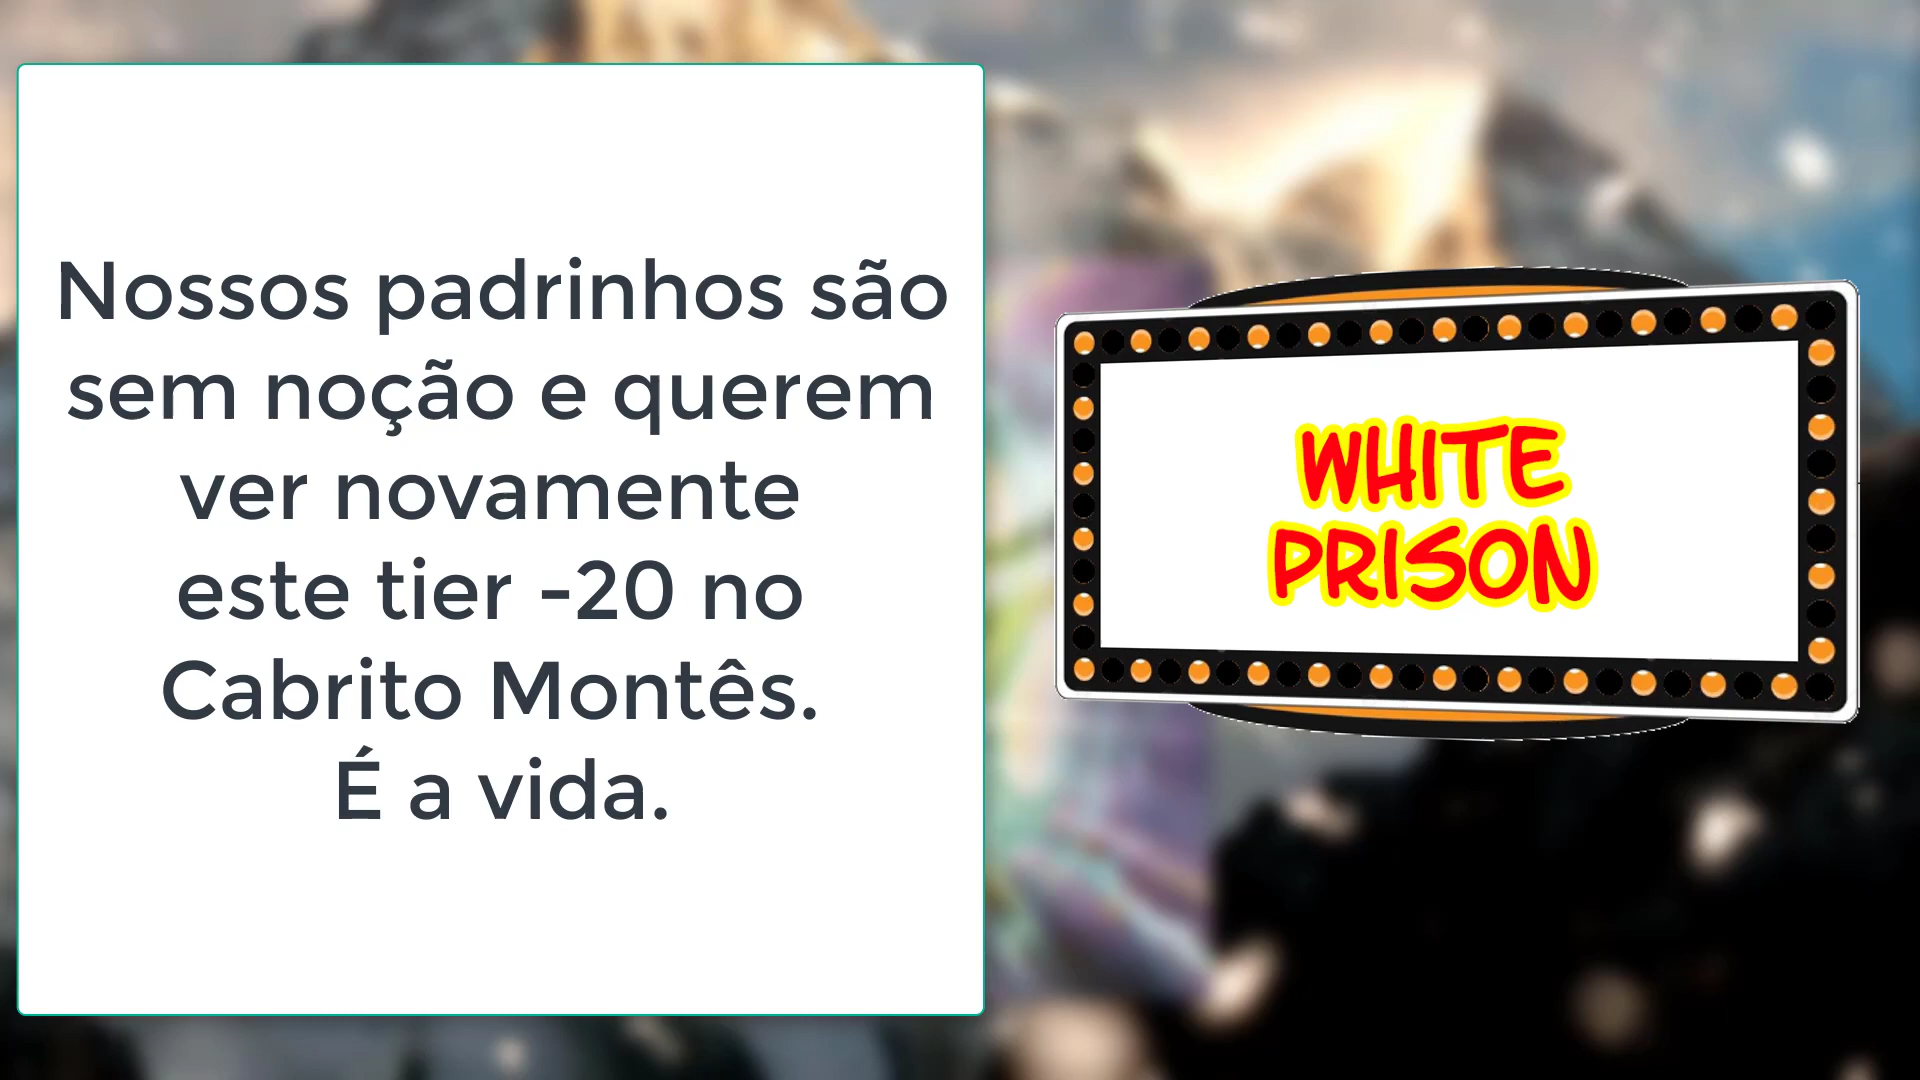 Nossos padrinhos são
sem noção e querem
ver novamente
este tier -20 no
Cabrito Montês.
É a vida.
WHITE
PRISON